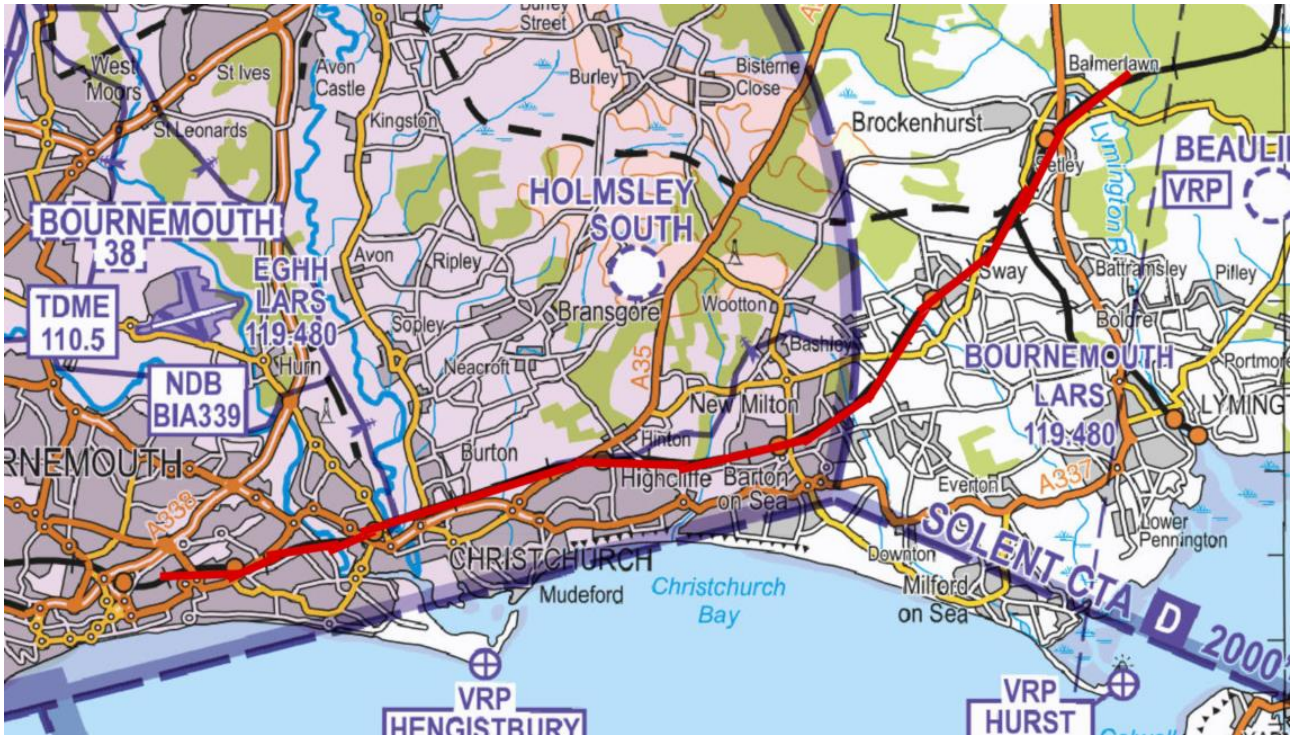 Burley
Street
West
Moors
St Ives
Avon
Castle
Burley
Bisterne
Close
Balmerlawn
St Leonards
Kingston
Brockenhurst
Setley
Lymington R
BEAULI
VRP
BOURNEMOUTH
38
HOLMSLEY
SOUTH
EGHH
LARS
119.480
Avon
Ripley
Sway
Battramsley
Pilley
TDME
110.5
Sopley
Bransgore
Wootton
Boldre
Bashley
A35
Neacroft
BOURNEMOUTH
LARS
119.480
Portmore
NDB
BIA339
Hurn
New Milton
LYMING
Hinton
RNEMOUTH
Burton
Highcliffe
Barton
on Sea
Everton
A337
A338
Lower
Pennington
SOLENT CTA D 2000'
CHRISTCHURCH
Downton
Mudeford
Christchurch
Bay
Milford
on Sea
VRP
HENGISTBURY
VRP
HURST